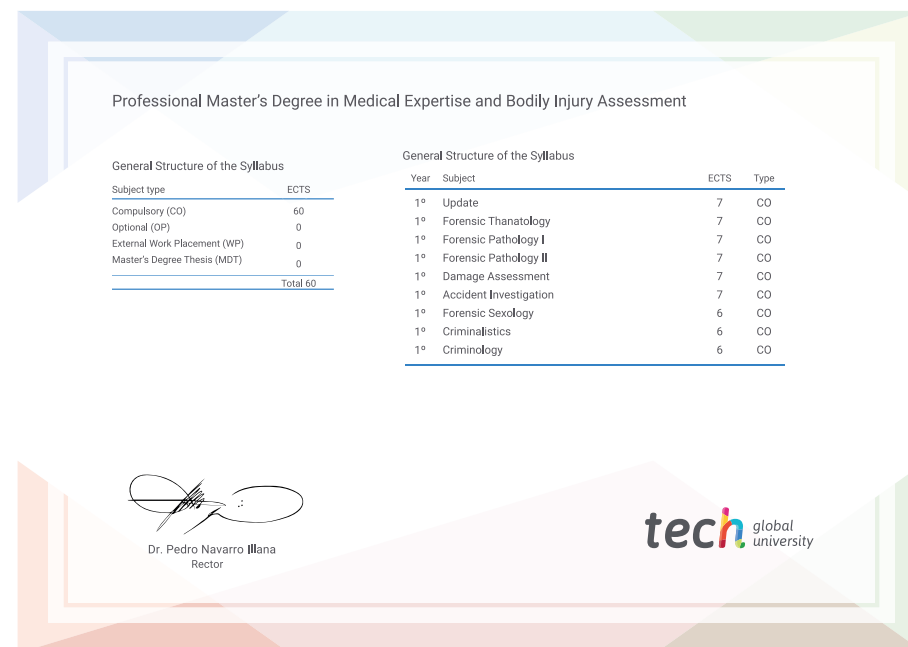 Professional Master's Degree in Medical Expertise and Bodily Injury Assessment
General Structure of the Syllabus
Subject type ECTS
Compulsory (CO) 60
Optional (OP) 0
External Work Placement (WP) 0
Master's Degree Thesis (MDT) 0
Total 60
General Structure of the Syllabus
Year Subject ECTS Type
1º Update 7 CO
1º Forensic Thanatology 7 CO
1º Forensic Pathology I 7 CO
1º Forensic Pathology II 7 CO
1º Damage Assessment 7 CO
1º Accident Investigation 7 CO
1º Forensic Sexology 6 CO
1º Criminalistics 6 CO
1º Criminology 6 CO
Dr. Pedro Navarro Illana
Rector
tech global
university